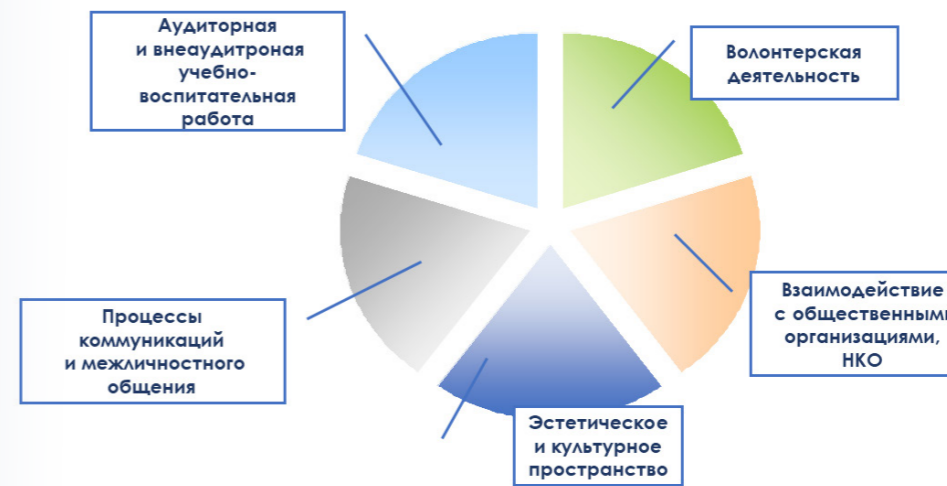 Аудиторная
и внеаудитроная
учебно-
воспитательная
работа
Волонтерская
деятельность
Взаимодействие
с общественными
организациями,
НКО
Эстетическое
и культурное
пространство
Процессы
коммуникаций
и межличностного
общения